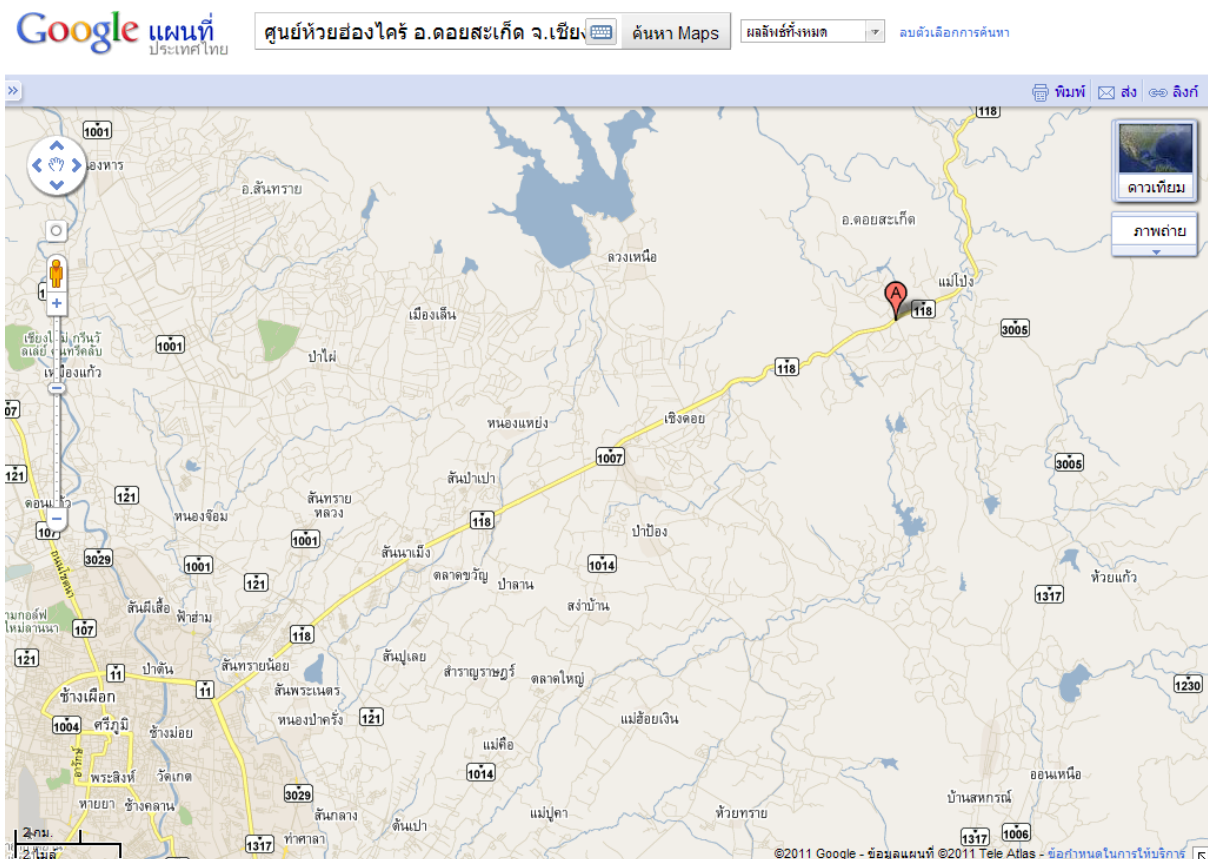 Google แผนที่
ประเทศไทย
ศูนย์ห้วยฮ่องไคร้ อ.ดอยสะเก็ด จ.เชียง
ค้นหา Maps
ผลลัพธ์ทั้งหมด
ลบตัวเลือกการค้นหา
»
พิมพ์
ส่ง
ลิงก์
118
1001
อ.สันทราย
ดาวเทียม
อ.ดอยสะเก็ด
ภาพถ่าย
ลวงเหนือ
แม่โป่ง
A
118
เมืองเล็น
3005
1001
ป่าไผ่
118
07
หนองแหย่ง
เชิงดอย
1007
3005
121
สันป่าเปา
121
สันทราย
หลวง
หนองจ๊อม
118
107
1001
ป่าป้อง
สันนาเม็ง
3029
1001
121
ตลาดขวัญ
ป่าลาน
1014
ห้วยแก้ว
1317
ถนนโชตนา
สันผีเสื้อ
ฟ้าฮ่าม
สง่าบ้าน
107
118
121
11
ป่าตัน
สันทรายน้อย
สันปูเลย
สำราญราษฎร์
ตลาดใหญ่
ช้างเผือก
11
สันพระเนตร
1230
1004
ศรีภูมิ
ช้างม่อย
หนองป่าครั่ง
121
แม่ฮ้อยเงิน
แม่คือ
1014
พระสิงห์
วัดเกต
ออนเหนือ
3029
บ้านสหกรณ์
หายยา
ช้างคลาน
สันกลาง
ต้นเปา
แม่ปูคา
ห้วยทราย
2 กม.
1317
ท่าศาลา
1317
1006
2 ไมล์
©2011 Google - ข้อมูลแผนที่ ©2011 Tele Atlas - ข้อกำหนดในการให้บริการ